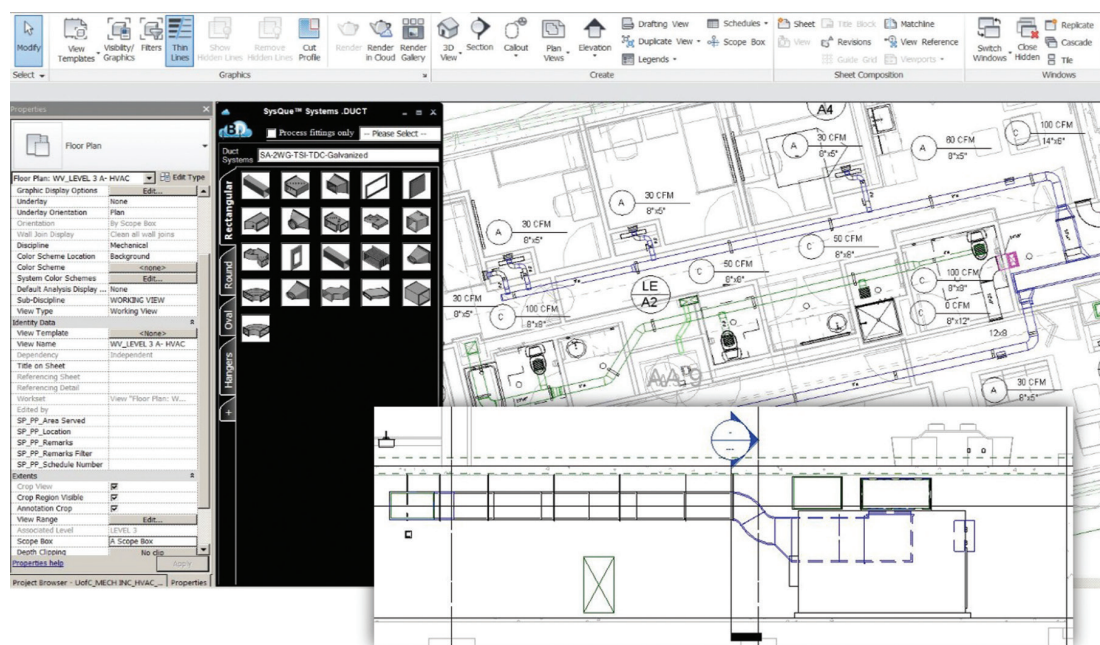 Modify
View Templates
Visibility/ Graphics
Filters
Thin Lines
Show Hidden Lines
Remove Hidden Lines
Cut Profile
Render
Render in Cloud
Render Gallery
3D View
Section
Callout
Plan Views
Elevation
Drafting View
Duplicate View
Legends
Schedules
Scope Box
Sheet
View
Title Block
Revisions
Guide Grid
Matchline
View Reference
Viewports
Switch Windows
Close Hidden
Replicate
Cascade
Tile
Select
Graphics
Create
Sheet Composition
Windows
Properties
Floor Plan
Floor Plan: WV_LEVEL 3 A- HVAC
Edit Type
Graphic Display Options Edit...
Underlay None
Underlay Orientation Plan
Orientation By Scope Box
Wall Join Display Clean all wall joins
Discipline Mechanical
Color Scheme Location Background
Color Scheme <none>
System Color Schemes Edit...
Default Analysis Display ... None
Sub-Discipline WORKING VIEW
View Type Working View
Identity Data
View Template <None>
View Name WV_LEVEL 3 A- HVAC
Dependency Independent
Title on Sheet
Referencing Sheet
Referencing Detail
Workset View "Floor Plan: W...
Edited by
SP_PP_Area Served
SP_PP_Location
SP_PP_Remarks
SP_PP_Remarks Filter
SP_PP_Schedule Number
Extents
Crop View
Crop Region Visible
Annotation Crop
View Range Edit...
Associated Level LEVEL 3
Scope Box A Scope Box
Depth Clipping No clip
Properties help
Apply
Project Browser - UofC_MECH INC_HVAC_...
Properties
SysQue™ Systems .DUCT
Process fittings only
-- Please Select --
Duct Systems
SA-2WG-TSI-TDC-Galvanized
Rectangular
Round
Oval
Hangers
+
A4
A 30 CFM
8"x5"
A 60 CFM
8"x5"
C 100 CFM
14"x6"
A 30 CFM
8"x5"
A 30 CFM
8"x5"
C 50 CFM
8"x8"
C 50 CFM
8"x6"
LE
A2
C 100 CFM
8"x8"
C 0 CFM
8"x12"
30 CFM
8"x5"
C 100 CFM
8"x8"
12x8
AA'9
A 30 CFM
8"x5"